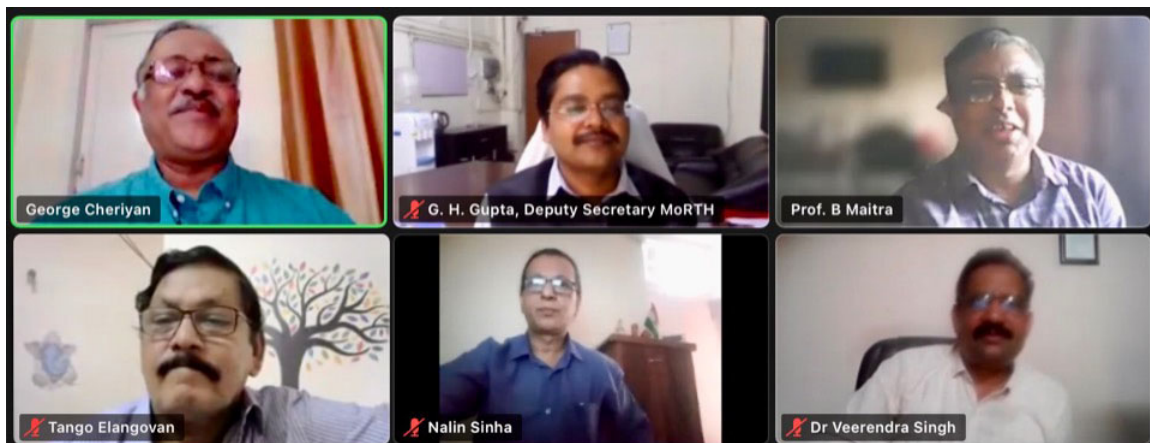 George Cheriyan
G. H. Gupta, Deputy Secretary MoRTH
Prof. B Maitra
Tango Elangovan
Nalin Sinha
Dr Veerendra Singh